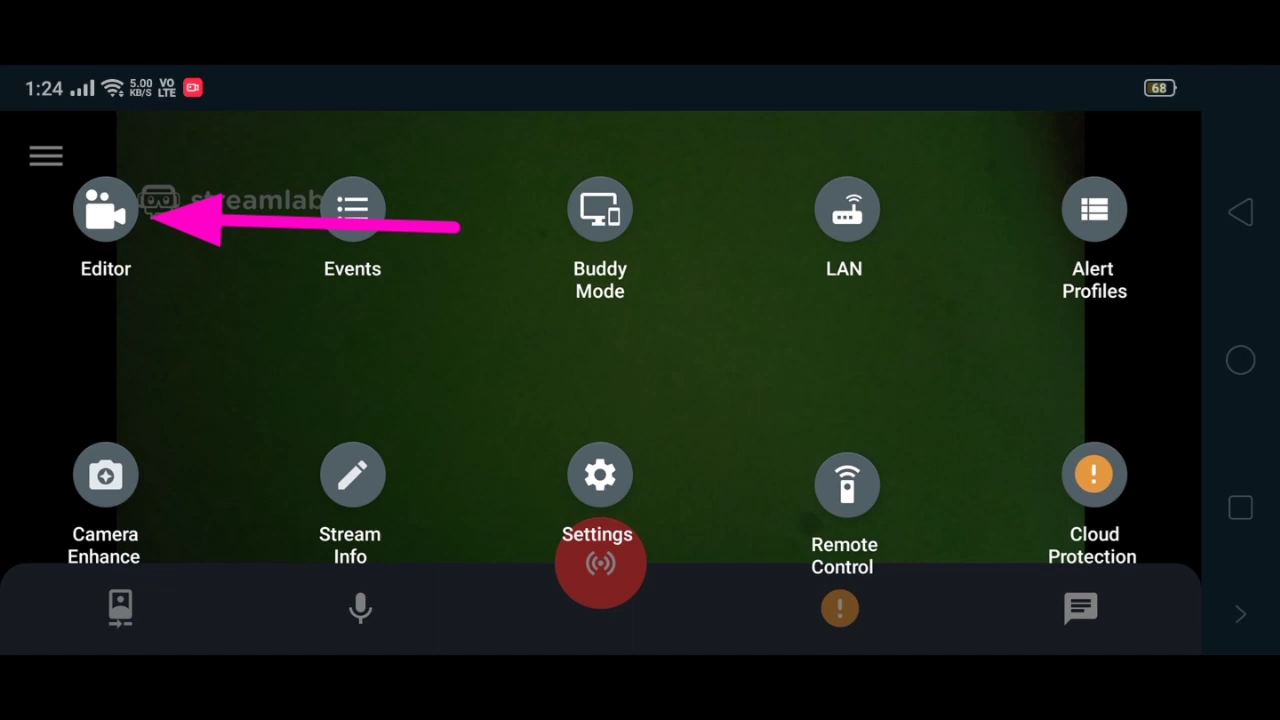 1:24 5.00 KB/S VO LTE 68
streamlab
Editor
Events
Buddy
Mode
LAN
Alert
Profiles
Camera
Enhance
Stream
Info
Settings
Remote
Control
Cloud
Protection